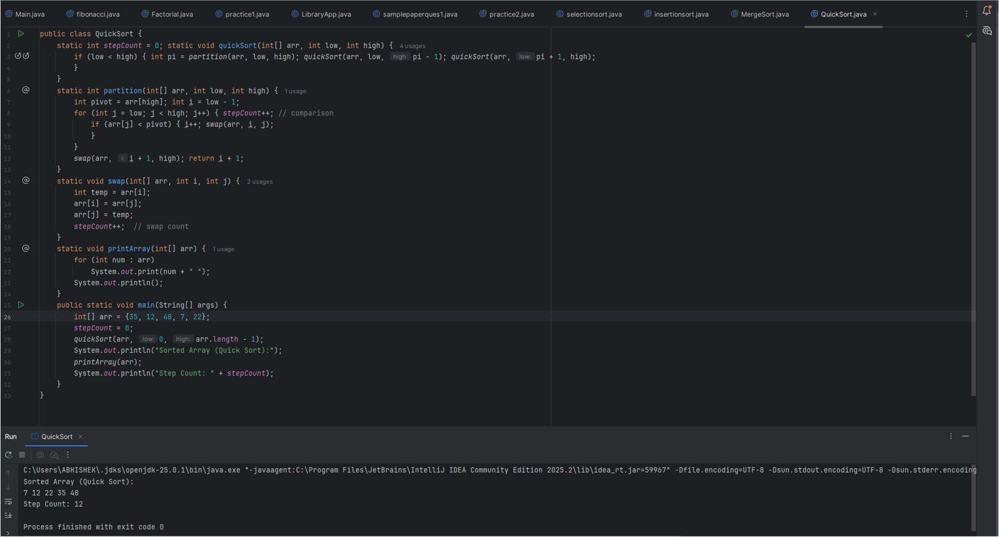 Main.java fibonacci.java Factorial.java practice1.java LibraryApp.java samplepaperques1.java practice2.java selectionsort.java insertionsort.java MergeSort.java QuickSort.java ×
1 public class QuickSort {
2 static int stepCount = 0; static void quickSort(int[] arr, int low, int high) { 4 usages
3 if (low < high) { int pi = partition(arr, low, high); quickSort(arr, low, high: pi - 1); quickSort(arr, low: pi + 1, high);
4 }
5 }
6 @ static int partition(int[] arr, int low, int high) { 1 usage
7 int pivot = arr[high]; int i = low - 1;
8 for (int j = low; j < high; j++) { stepCount++; // comparison
9 if (arr[j] < pivot) { i++; swap(arr, i, j);
10 }
11 }
12 swap(arr, i: i + 1, high); return i + 1;
13 }
14 @ static void swap(int[] arr, int i, int j) { 2 usages
15 int temp = arr[i];
16 arr[i] = arr[j];
17 arr[j] = temp;
18 stepCount++; // swap count
19 }
20 @ static void printArray(int[] arr) { 1 usage
21 for (int num : arr)
22 System.out.print(num + " ");
23 System.out.println();
24 }
25 public static void main(String[] args) {
26 int[] arr = {35, 12, 48, 7, 22};
27 stepCount = 0;
28 quickSort(arr, low: 0, high: arr.length - 1);
29 System.out.println("Sorted Array (Quick Sort):");
30 printArray(arr);
31 System.out.println("Step Count: " + stepCount);
32 }
33 }
Run QuickSort ×
C:\Users\ABHISHEK\.jdks\openjdk-25.0.1\bin\java.exe "-javaagent:C:\Program Files\JetBrains\IntelliJ IDEA Community Edition 2025.2\lib\idea_rt.jar=59967" -Dfile.encoding=UTF-8 -Dsun.stdout.encoding=UTF-8 -Dsun.stderr.encoding
Sorted Array (Quick Sort):
7 12 22 35 48
Step Count: 12
Process finished with exit code 0